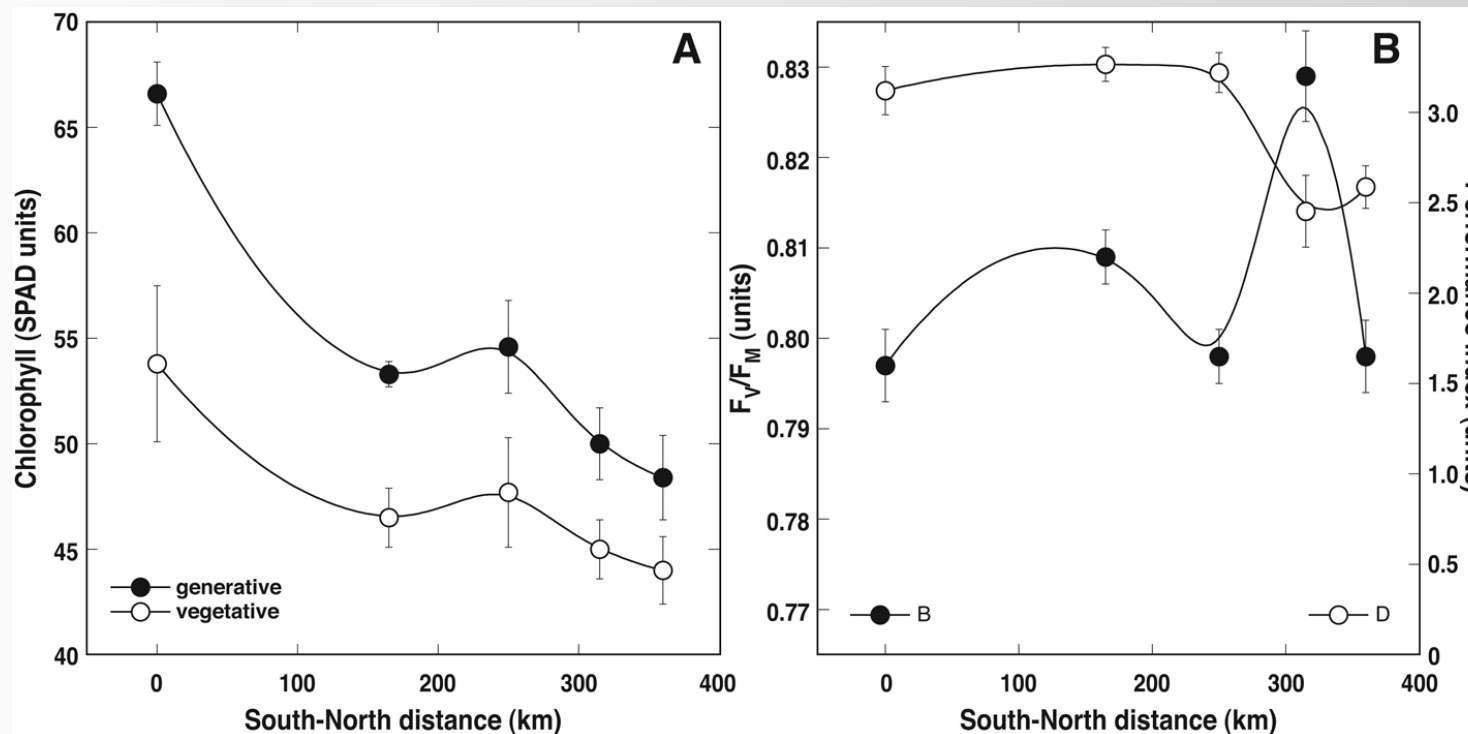 A
70
65
60
55
50
45
40
Chlorophyll (SPAD units)
generative
vegetative
0 100 200 300 400
South-North distance (km)
B
0.83
0.82
0.81
0.80
0.79
0.78
0.77
FV/FM (units)
3.0
2.5
2.0
1.5
1.0
0.5
0
B
D
0 100 200 300 400
South-North distance (km)